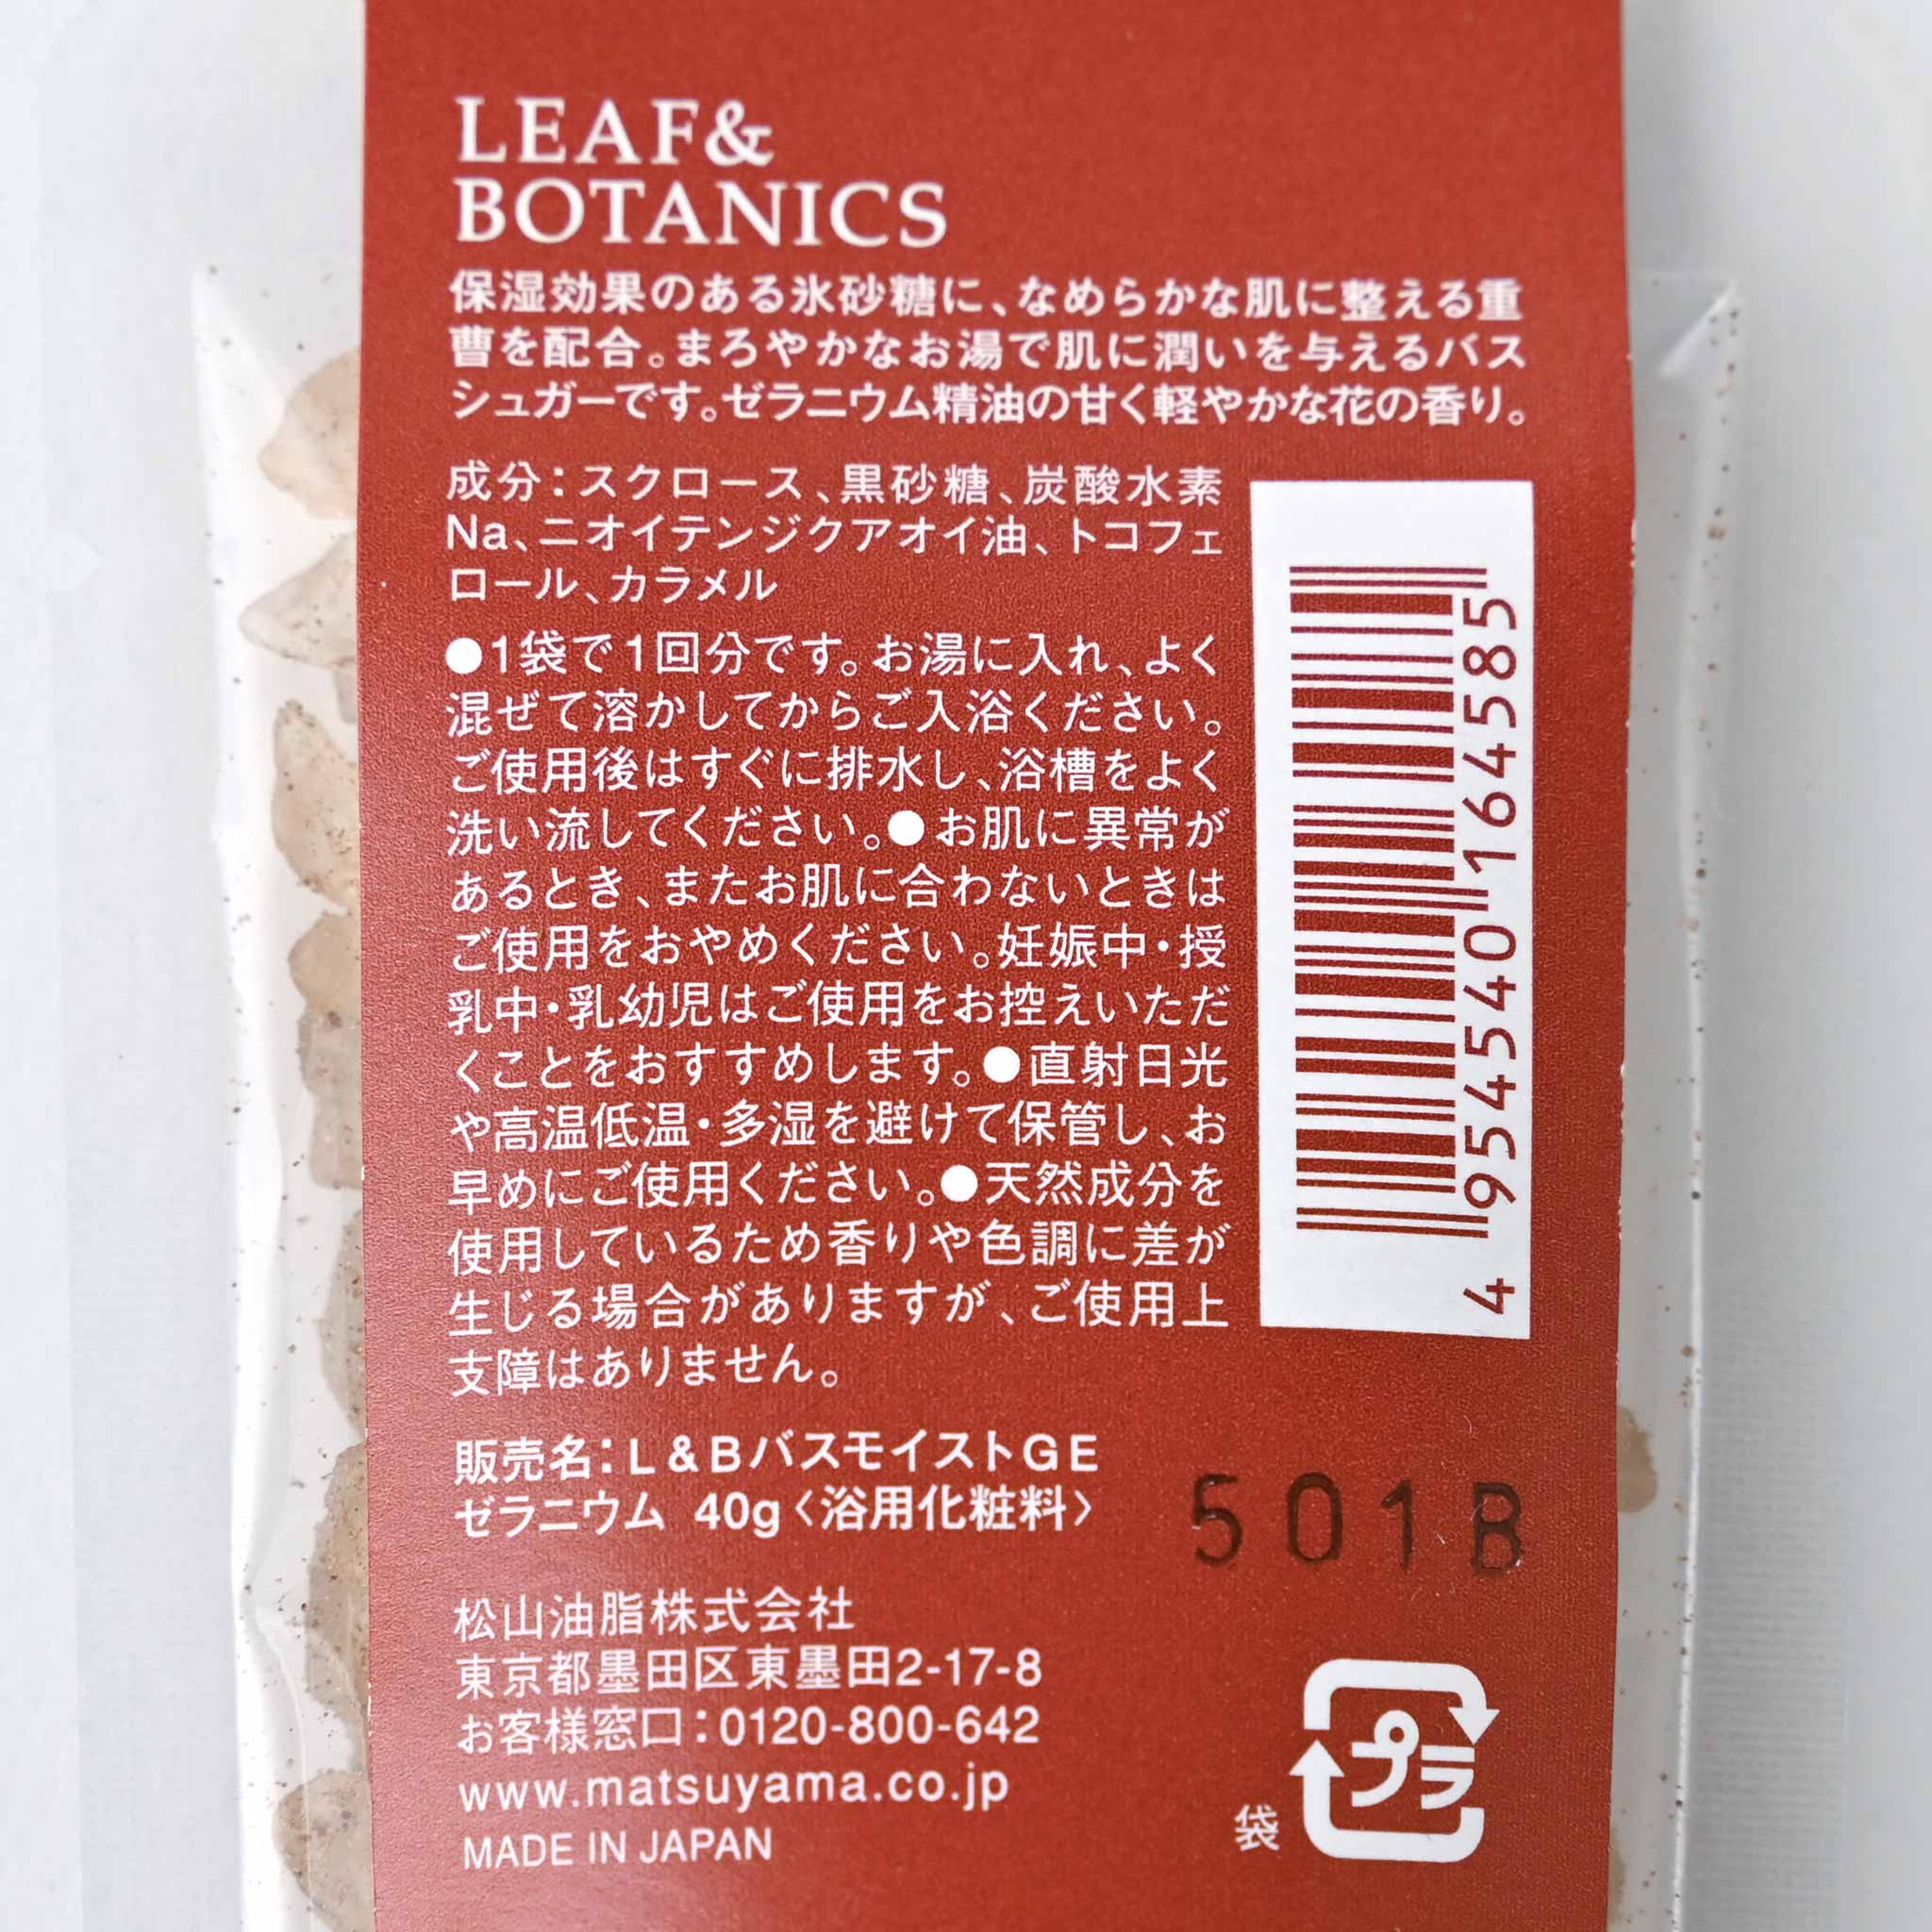 LEAF&
BOTANICS
保湿効果のある氷砂糖に、なめらかな肌に整える重
曹を配合。まろやかなお湯で肌に潤いを与えるバス
シュガーです。ゼラニウム精油の甘く軽やかな花の香り。
成分：スクロース、黒砂糖、炭酸水素
Na、ニオイテンジクアオイ油、トコフェ
ロール、カラメル
●1袋で1回分です。お湯に入れ、よく
混ぜて溶かしてからご入浴ください。
ご使用後はすぐに排水し、浴槽をよく
洗い流してください。●お肌に異常が
あるとき、またお肌に合わないときは
ご使用をおやめください。妊娠中・授
乳中・乳幼児はご使用をお控えいただ
くことをおすすめします。●直射日光
や高温低温・多湿を避けて保管し、お
早めにご使用ください。●天然成分を
使用しているため香りや色調に差が
生じる場合がありますが、ご使用上
支障はありません。
4 954540 164585
販売名：L&BバスモイストGE
ゼラニウム 40g〈浴用化粧料〉
501B
松山油脂株式会社
東京都墨田区東墨田2-17-8
お客様窓口：0120-800-642
www.matsuyama.co.jp
MADE IN JAPAN
プラ
袋